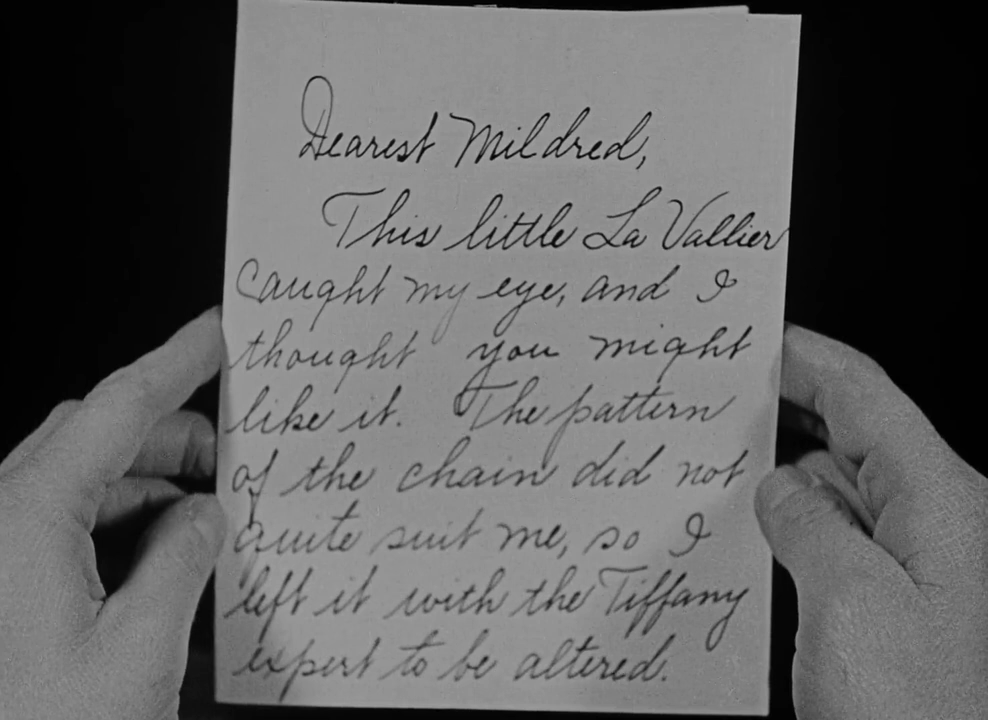 Dearest Mildred,
This little La Vallier
caught my eye, and I
thought you might
like it. The pattern
of the chain did not
quite suit me, so I
left it with the Tiffany
expert to be altered.